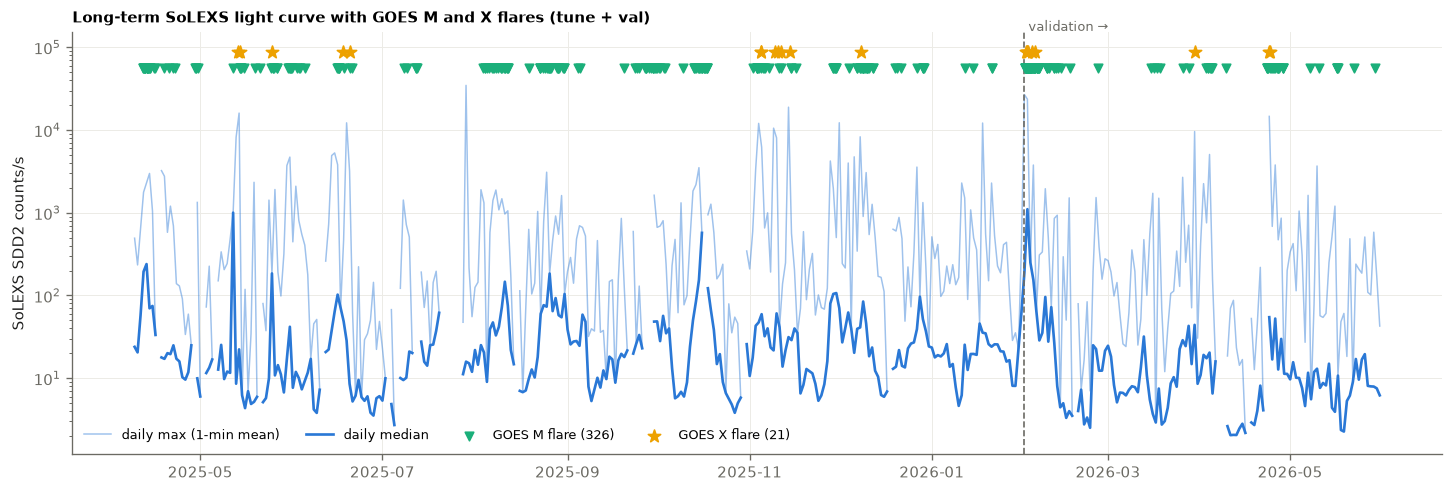 Long-term SoLEXS light curve with GOES M and X flares (tune + val)
validation →
SoLEXS SDD2 counts/s
10⁵
10⁴
10³
10²
10¹
daily max (1-min mean)
daily median
GOES M flare (326)
GOES X flare (21)
2025-05
2025-07
2025-09
2025-11
2026-01
2026-03
2026-05